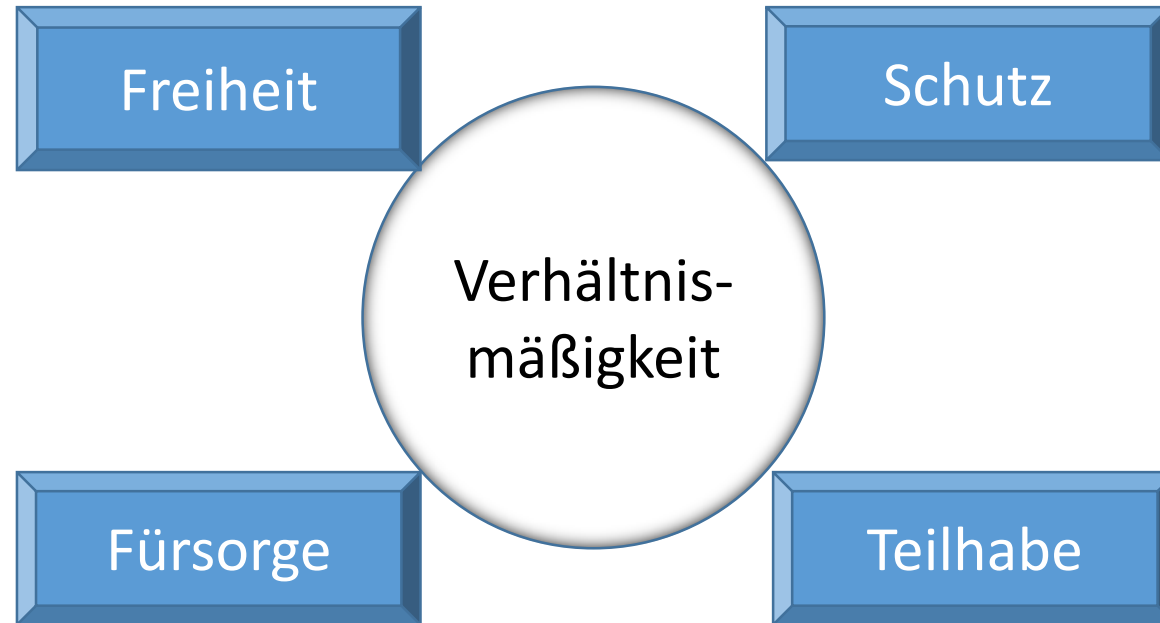 Freiheit
Schutz
Verhältnis-
mäßigkeit
Fürsorge
Teilhabe